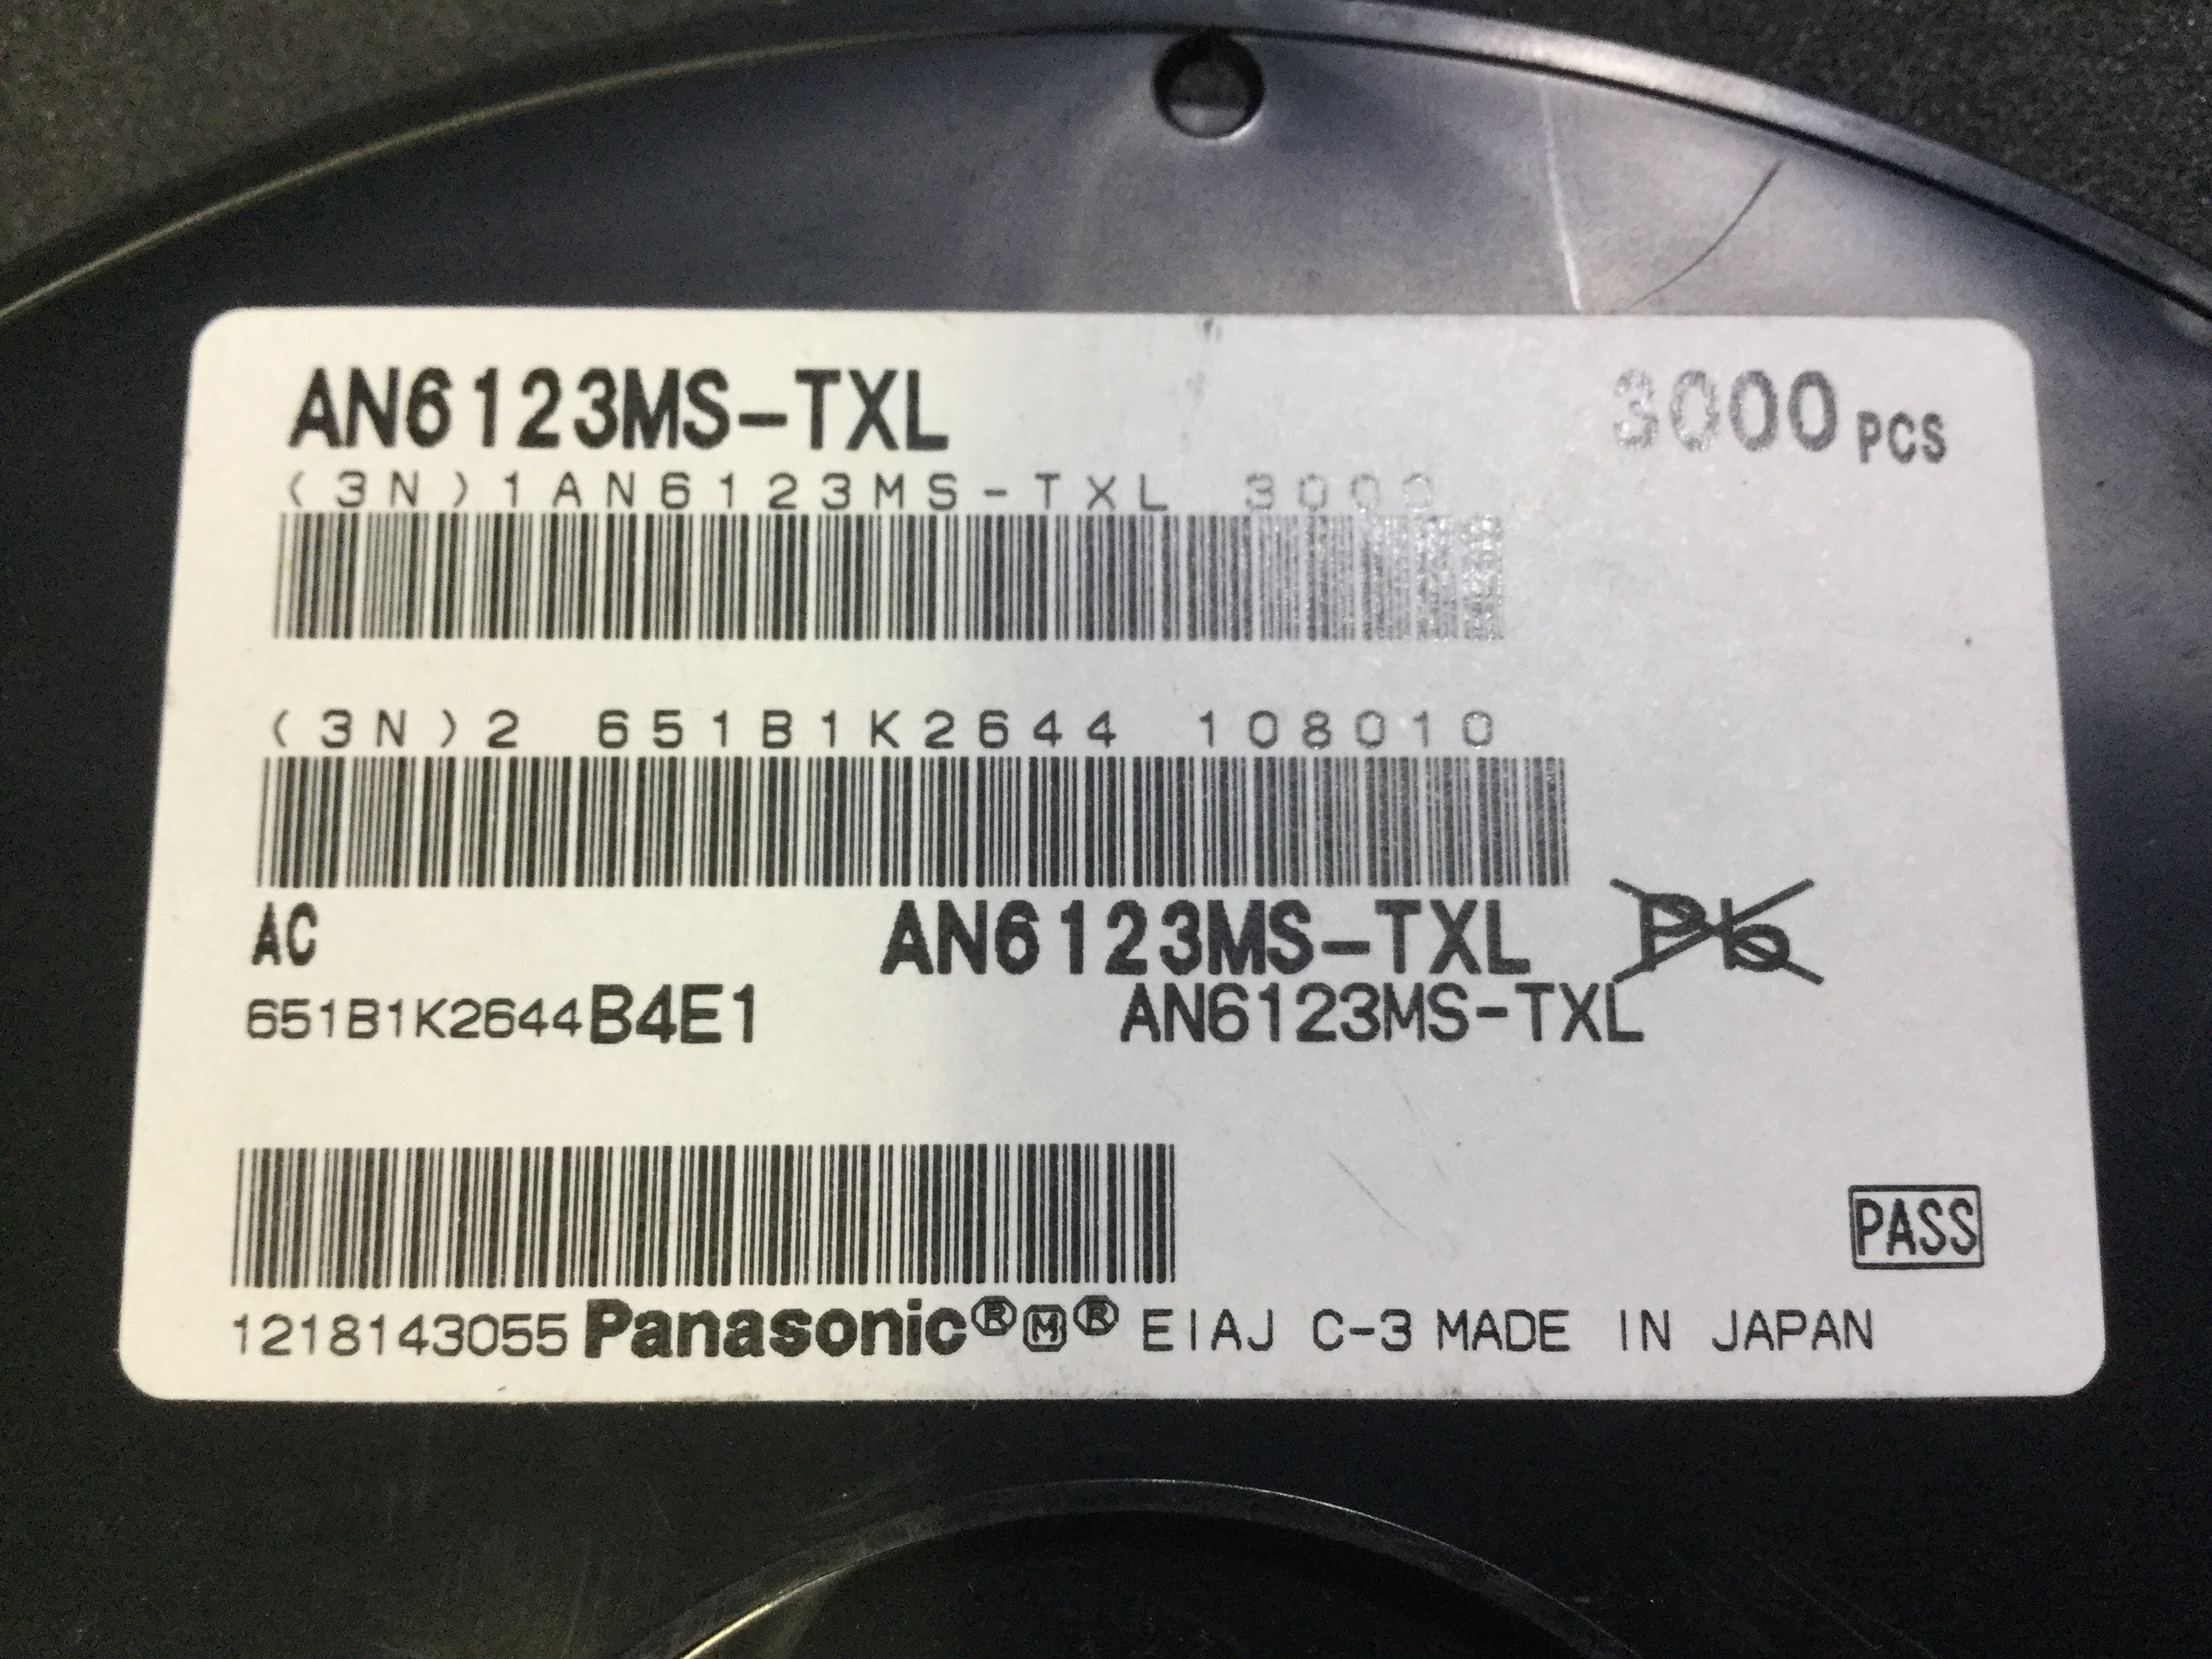 AN6123MS-TXL 3000 PCS
(3N)1AN6123MS-TXL 3000
(3N)2 651B1K2644 108010
AC AN6123MS-TXL Pb
651B1K2644B4E1 AN6123MS-TXL
PASS
1218143055 Panasonic® M® EIAJ C-3 MADE IN JAPAN